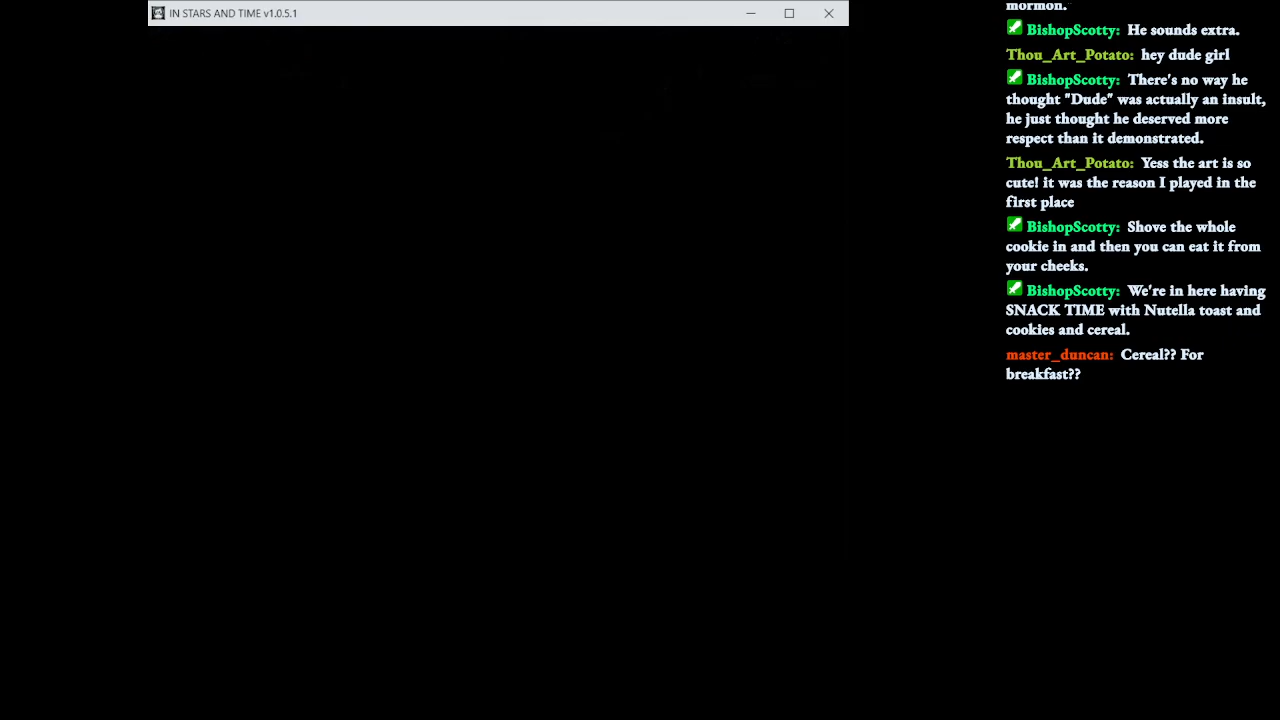 IN STARS AND TIME v1.0.5.1
mormon.
BishopScotty: He sounds extra.
Thou_Art_Potato: hey dude girl
BishopScotty: There's no way he
thought "Dude" was actually an insult,
he just thought he deserved more
respect than it demonstrated.
Thou_Art_Potato: Yess the art is so
cute! it was the reason I played in the
first place
BishopScotty: Shove the whole
cookie in and then you can eat it from
your cheeks.
BishopScotty: We're in here having
SNACK TIME with Nutella toast and
cookies and cereal.
master_duncan: Cereal?? For
breakfast??